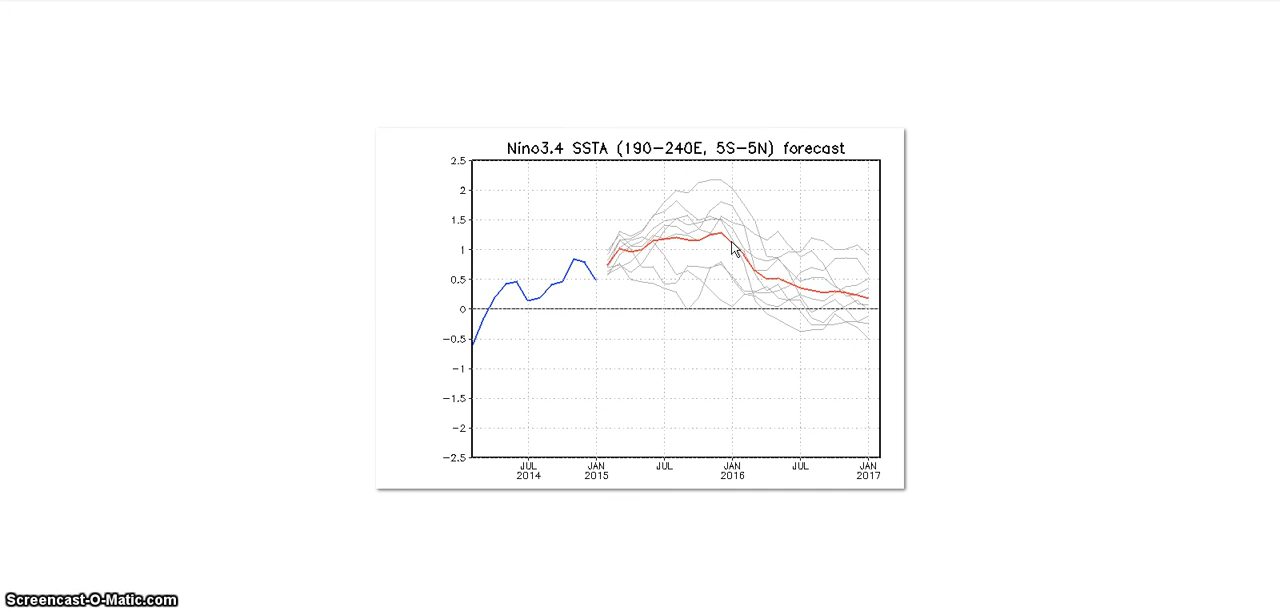 Nino3.4 SSTA (190-240E, 5S-5N) forecast
2.5
2
1.5
1
0.5
0
-0.5
-1
-1.5
-2
-2.5
JUL JAN JUL JAN JUL JAN
2014 2015 2016 2017
Screencast-O-Matic.com